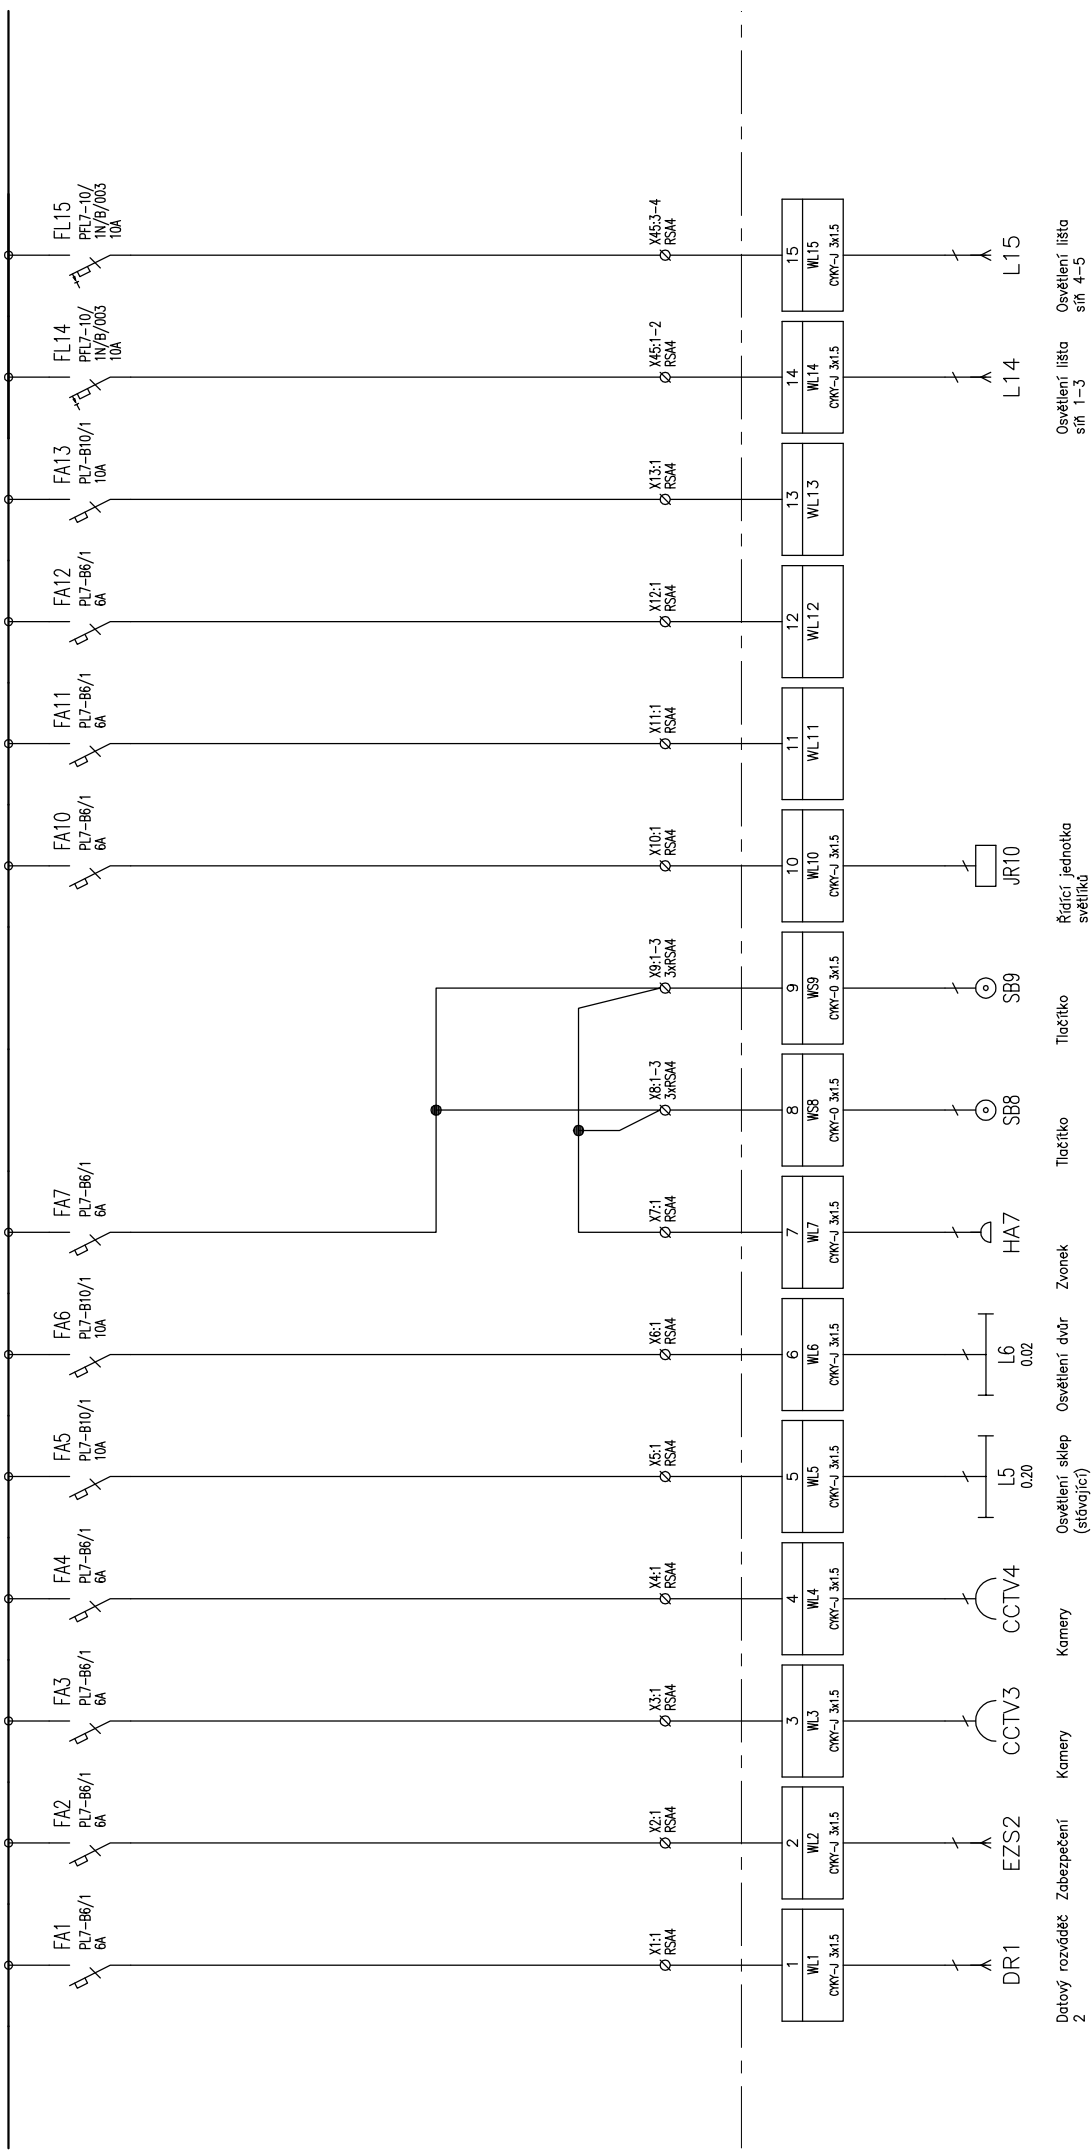 FA1
PL7-B6/1
6A
FA2
PL7-B6/1
6A
FA3
PL7-B6/1
6A
FA4
PL7-B6/1
6A
FA5
PL7-B10/1
10A
FA6
PL7-B10/1
10A
FA7
PL7-B6/1
6A
FA10
PL7-B6/1
6A
FA11
PL7-B6/1
6A
FA12
PL7-B6/1
6A
FA13
PL7-B10/1
10A
FL14
PFL7-10/
1N/B/003
10A
FL15
PFL7-10/
1N/B/003
10A
X1:1
RSA4
X2:1
RSA4
X3:1
RSA4
X4:1
RSA4
X5:1
RSA4
X6:1
RSA4
X7:1
RSA4
X8:1-3
3xRSA4
X9:1-3
3xRSA4
X10:1
RSA4
X11:1
RSA4
X12:1
RSA4
X13:1
RSA4
X45:1-2
RSA4
X45:3-4
RSA4
1
WL1
CYKY-J 3x1.5
2
WL2
CYKY-J 3x1.5
3
WL3
CYKY-J 3x1.5
4
WL4
CYKY-J 3x1.5
5
WL5
CYKY-J 3x1.5
6
WL6
CYKY-J 3x1.5
7
WL7
CYKY-J 3x1.5
8
WS8
CYKY-O 3x1.5
9
WS9
CYKY-O 3x1.5
10
WL10
CYKY-J 3x1.5
11
WL11
12
WL12
13
WL13
14
WL14
CYKY-J 3x1.5
15
WL15
CYKY-J 3x1.5
DR1
EZS2
CCTV3
CCTV4
L5
0.20
L6
0.02
HA7
SB8
SB9
JR10
L14
L15
Datový rozváděč
2
Zabezpečení
Kamery
Kamery
Osvětlení sklep
(stávající)
Osvětlení dvůr
Zvonek
Tlačítko
Tlačítko
Řídící jednotka
světlíků
Osvětlení lišta
síň 1-3
Osvětlení lišta
síň 4-5